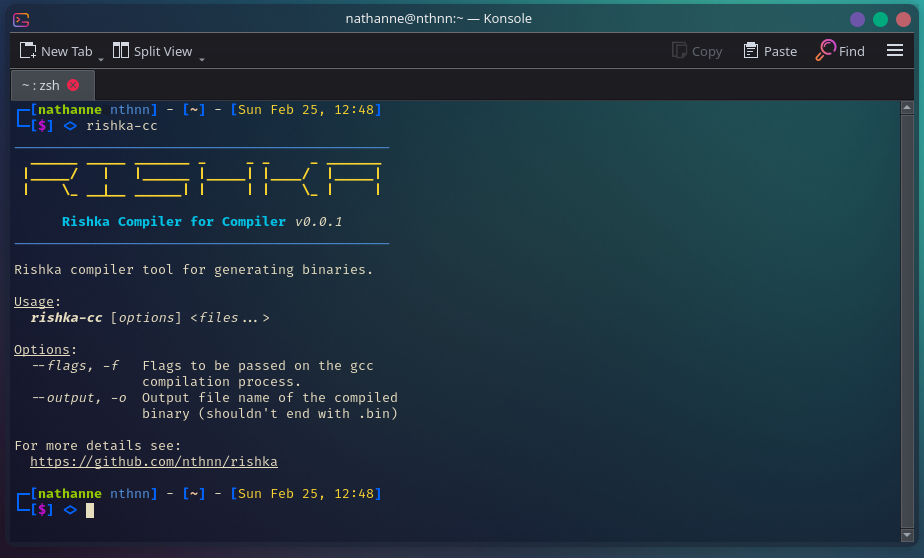 nathanne@nthnn:~ — Konsole
New Tab Split View Copy Paste Find
~ : zsh
[nathanne nthnn] - [~] - [Sun Feb 25, 12:48]
[$] <> rishka-cc
RISHKA
Rishka Compiler for Compiler v0.0.1
Rishka compiler tool for generating binaries.
Usage:
rishka-cc [options] <files...>
Options:
--flags, -f Flags to be passed on the gcc
compilation process.
--output, -o Output file name of the compiled
binary (shouldn't end with .bin)
For more details see:
https://github.com/nthnn/rishka
[nathanne nthnn] - [~] - [Sun Feb 25, 12:48]
[$] <>